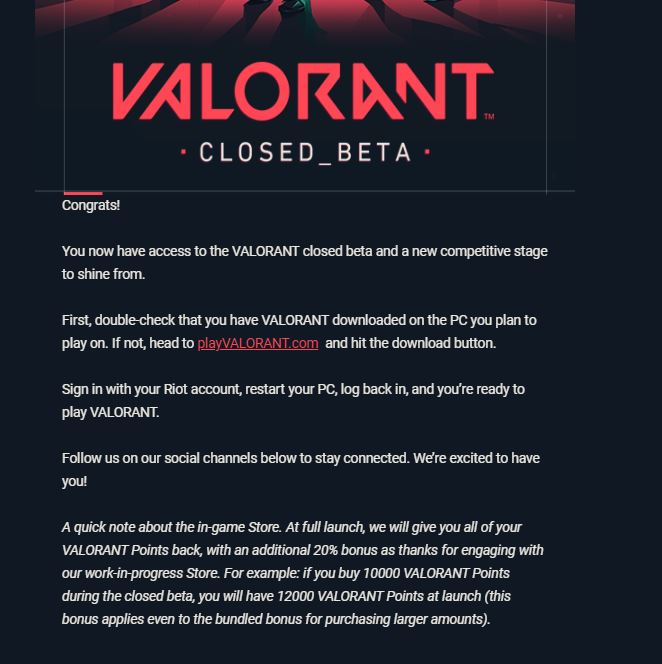 VALORANT™
· CLOSED_BETA ·
Congrats!
You now have access to the VALORANT closed beta and a new competitive stage
to shine from.
First, double-check that you have VALORANT downloaded on the PC you plan to
play on. If not, head to playVALORANT.com and hit the download button.
Sign in with your Riot account, restart your PC, log back in, and you’re ready to
play VALORANT.
Follow us on our social channels below to stay connected. We’re excited to have
you!
A quick note about the in-game Store. At full launch, we will give you all of your
VALORANT Points back, with an additional 20% bonus as thanks for engaging with
our work-in-progress Store. For example: if you buy 10000 VALORANT Points
during the closed beta, you will have 12000 VALORANT Points at launch (this
bonus applies even to the bundled bonus for purchasing larger amounts).